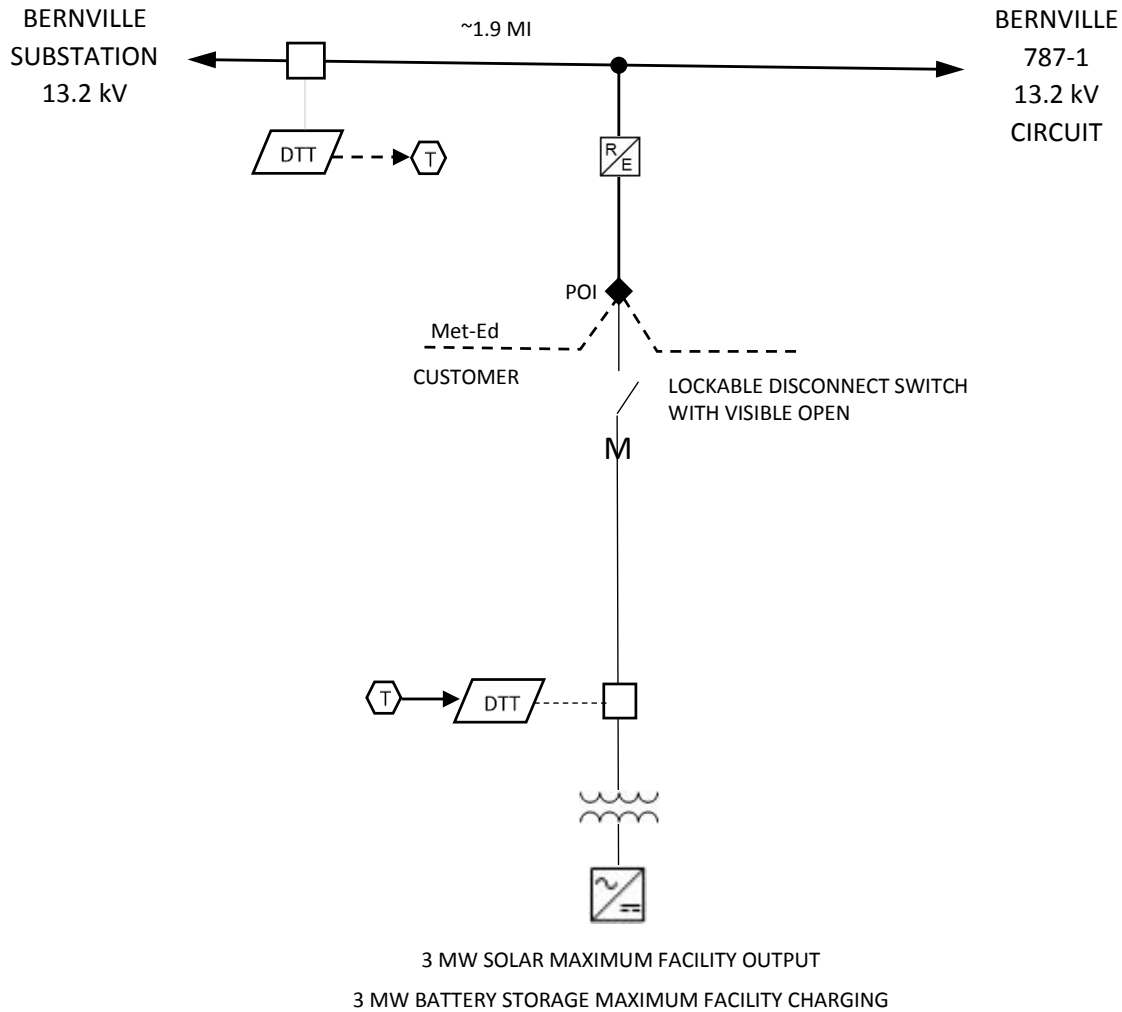 BERNVILLE
SUBSTATION
13.2 kV
~1.9 MI
BERNVILLE
787-1
13.2 kV
CIRCUIT
DTT
T
R
E
POI
Met-Ed
CUSTOMER
LOCKABLE DISCONNECT SWITCH
WITH VISIBLE OPEN
M
T
DTT
3 MW SOLAR MAXIMUM FACILITY OUTPUT
3 MW BATTERY STORAGE MAXIMUM FACILITY CHARGING